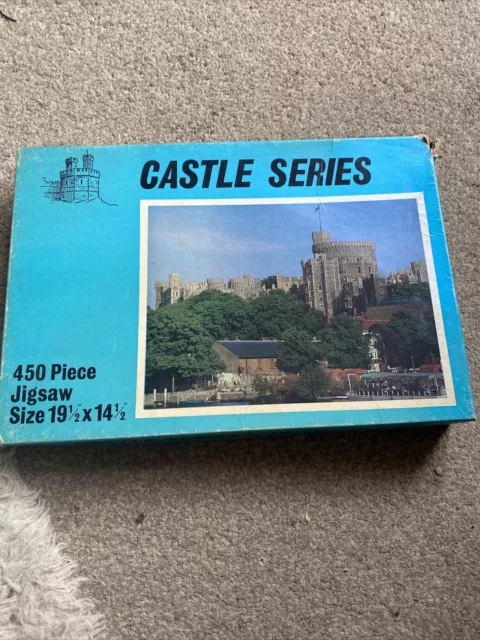 CASTLE SERIES
450 Piece
Jigsaw
Size 19½" x 14½"